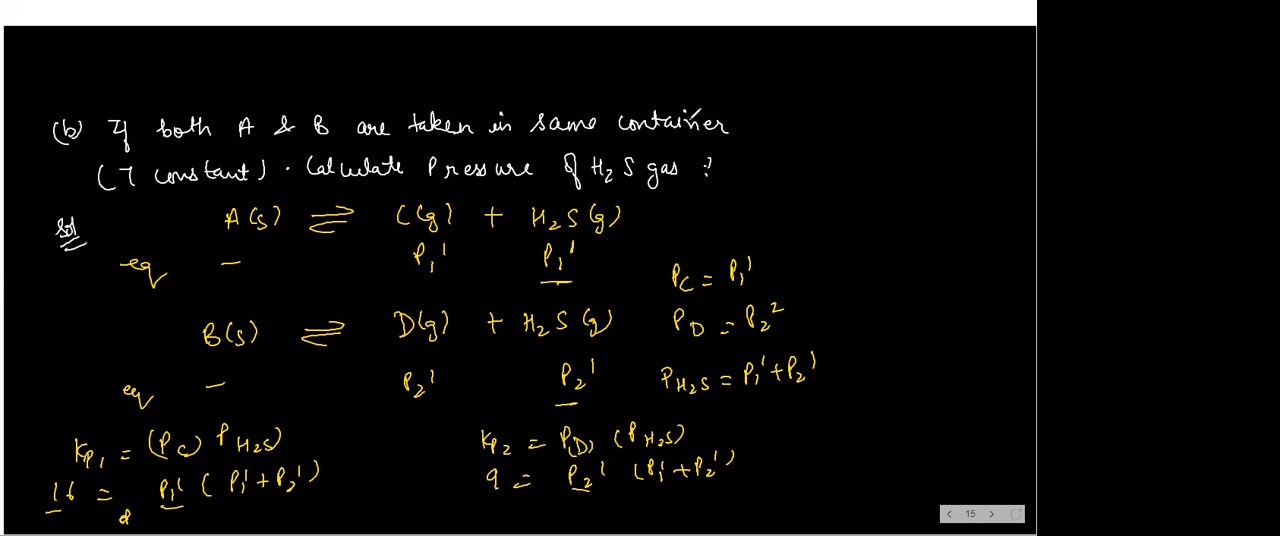 (b) If both A & B are taken in same container
(T constant). Calculate Pressure of H₂S gas ?
Sol
A(s) ⇌ C(g) + H₂S(g)
eq – P₁' P₁'
P_C = P₁'
B(s) ⇌ D(g) + H₂S(g)
P_D = P₂²
eq – P₂' P₂'
P_H₂S = P₁' + P₂'
Kp₁ = (P_C) P_H₂S)
Kp₂ = P(D) (P_H₂S)
16 = P₁' (P₁' + P₂')
9 = P₂' (P₁' + P₂')
< 15 >